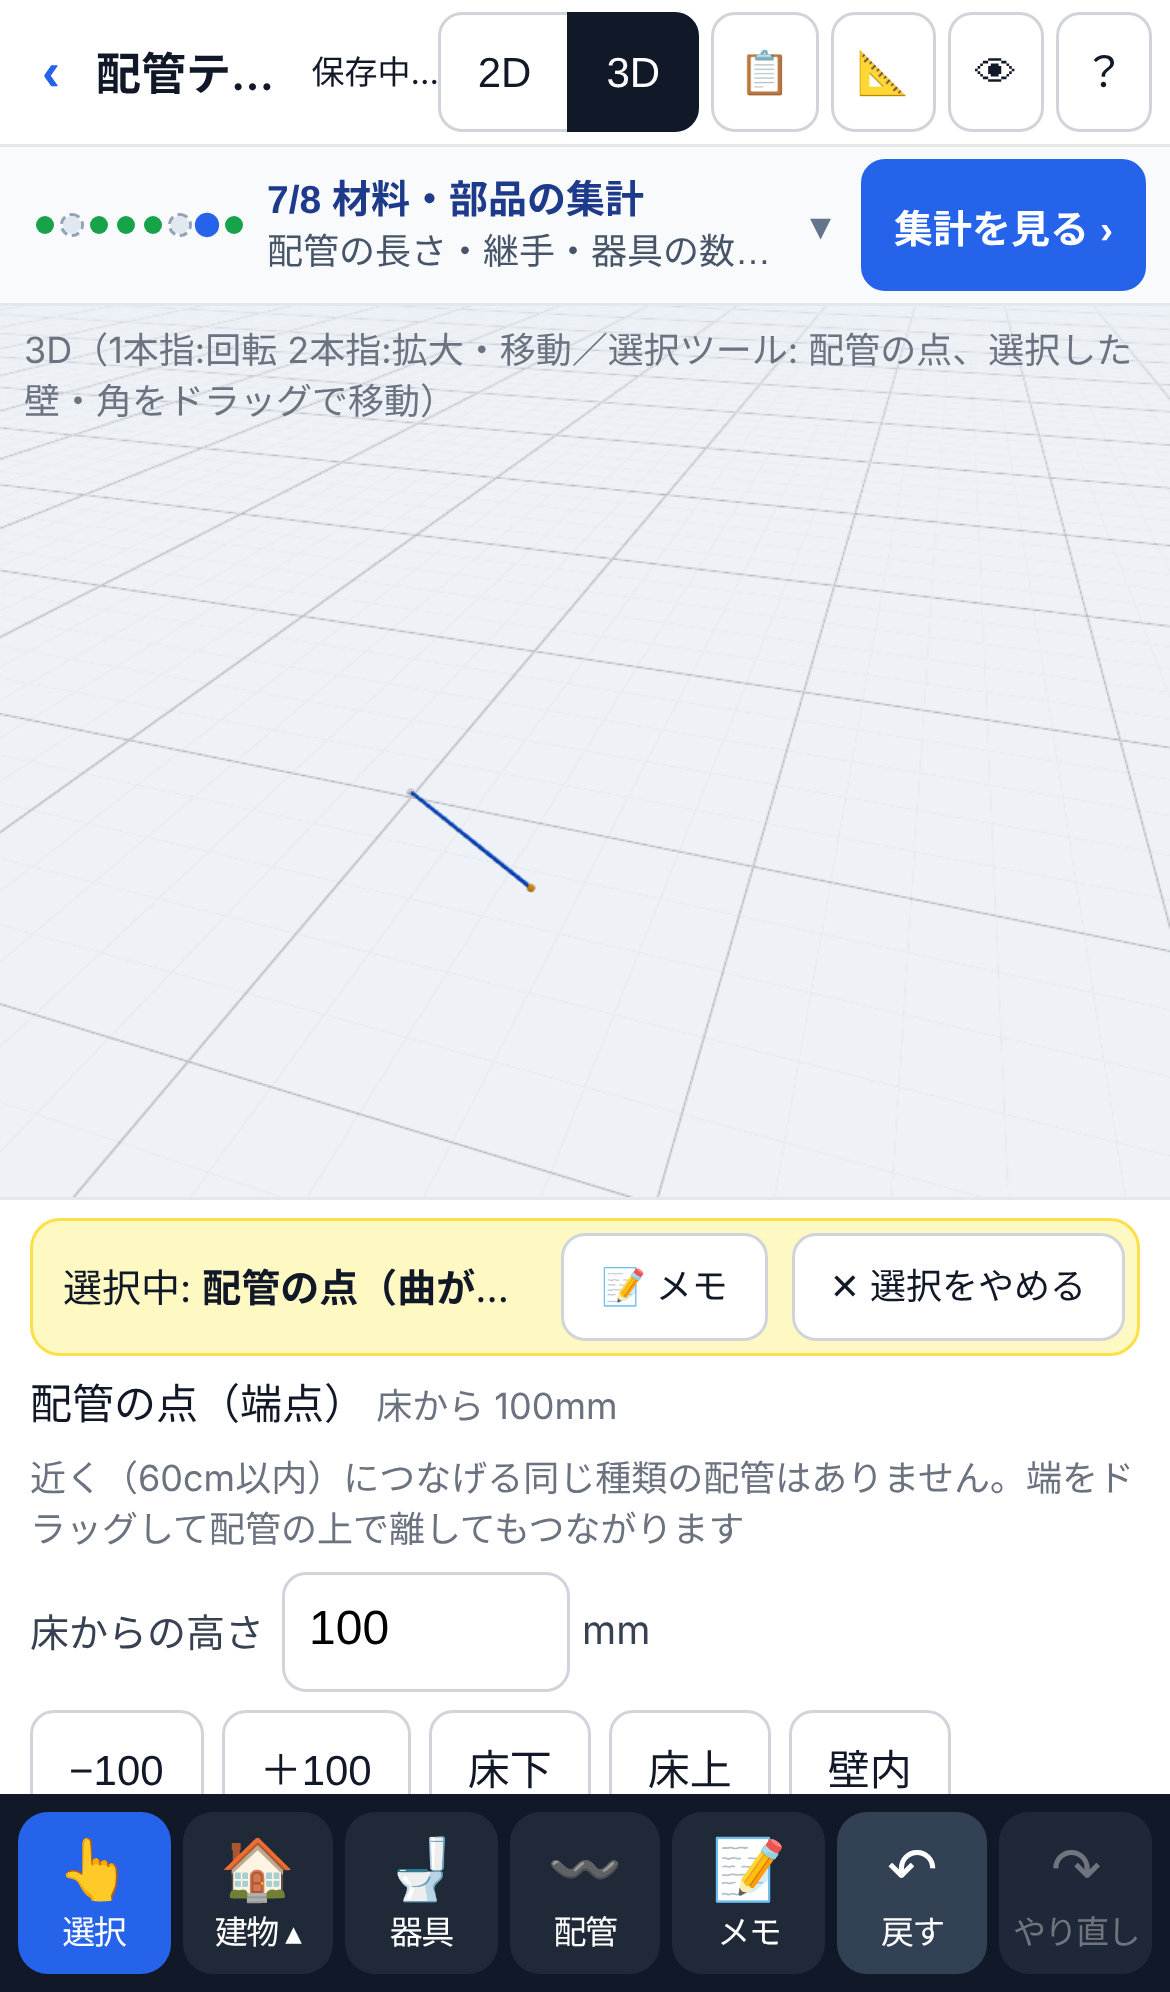 ‹ 配管テ… 保存中… 2D 3D ?
7/8 材料・部品の集計
配管の長さ・継手・器具の数… ▼ 集計を見る ›
3D（1本指:回転 2本指:拡大・移動／選択ツール: 配管の点、選択した
壁・角をドラッグで移動）
選択中: 配管の点（曲が… メモ ✕ 選択をやめる
配管の点（端点） 床から 100mm
近く（60cm以内）につなげる同じ種類の配管はありません。端をド
ラッグして配管の上で離してもつながります
床からの高さ 100 mm
−100 ＋100 床下 床上 壁内
選択 建物▲ 器具 配管 メモ 戻す やり直し